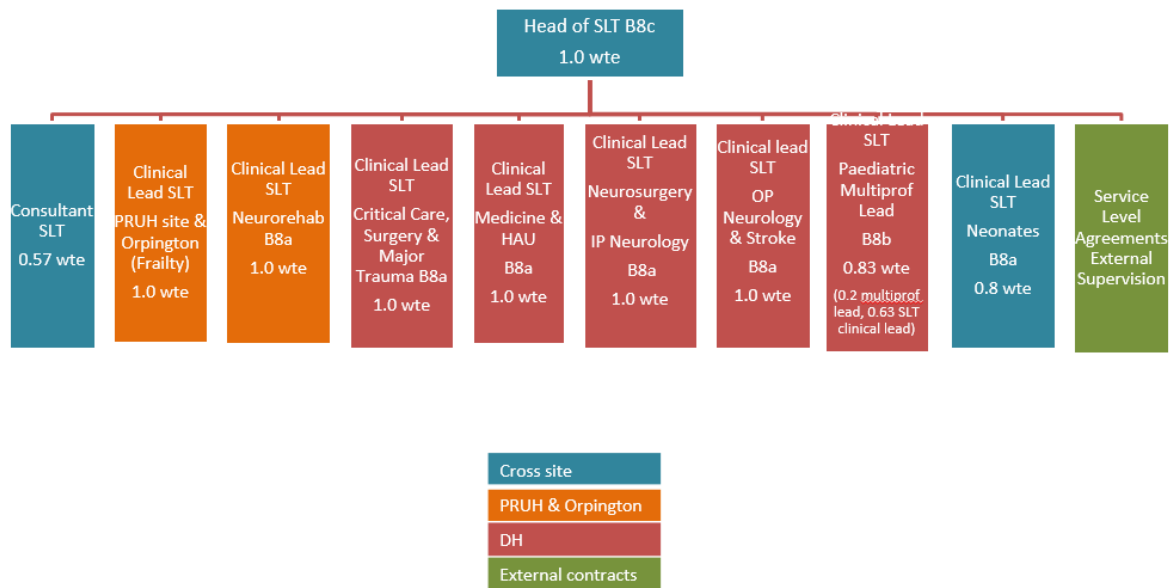 Head of SLT B8c
1.0 wte
Consultant
SLT
0.57 wte
Clinical
Lead SLT
PRUH site &
Orpington
(Frailty)
1.0 wte
Clinical Lead
SLT
Neurorehab
B8a
1.0 wte
Clinical Lead
SLT
Critical Care,
Surgery &
Major
Trauma B8a
1.0 wte
Clinical
Lead SLT
Medicine &
HAU
B8a
1.0 wte
Clinical Lead
SLT
Neurosurgery
&
IP Neurology
B8a
1.0 wte
Clinical lead
SLT
OP
Neurology
& Stroke
B8a
1.0 wte
Clinical Lead
SLT
Paediatric
Multiprof
Lead
B8b
0.83 wte
(0.2 multiprof
lead, 0.63 SLT
clinical lead)
Clinical Lead
SLT
Neonates
B8a
0.8 wte
Service
Level
Agreements
External
Supervision
Cross site
PRUH & Orpington
DH
External contracts